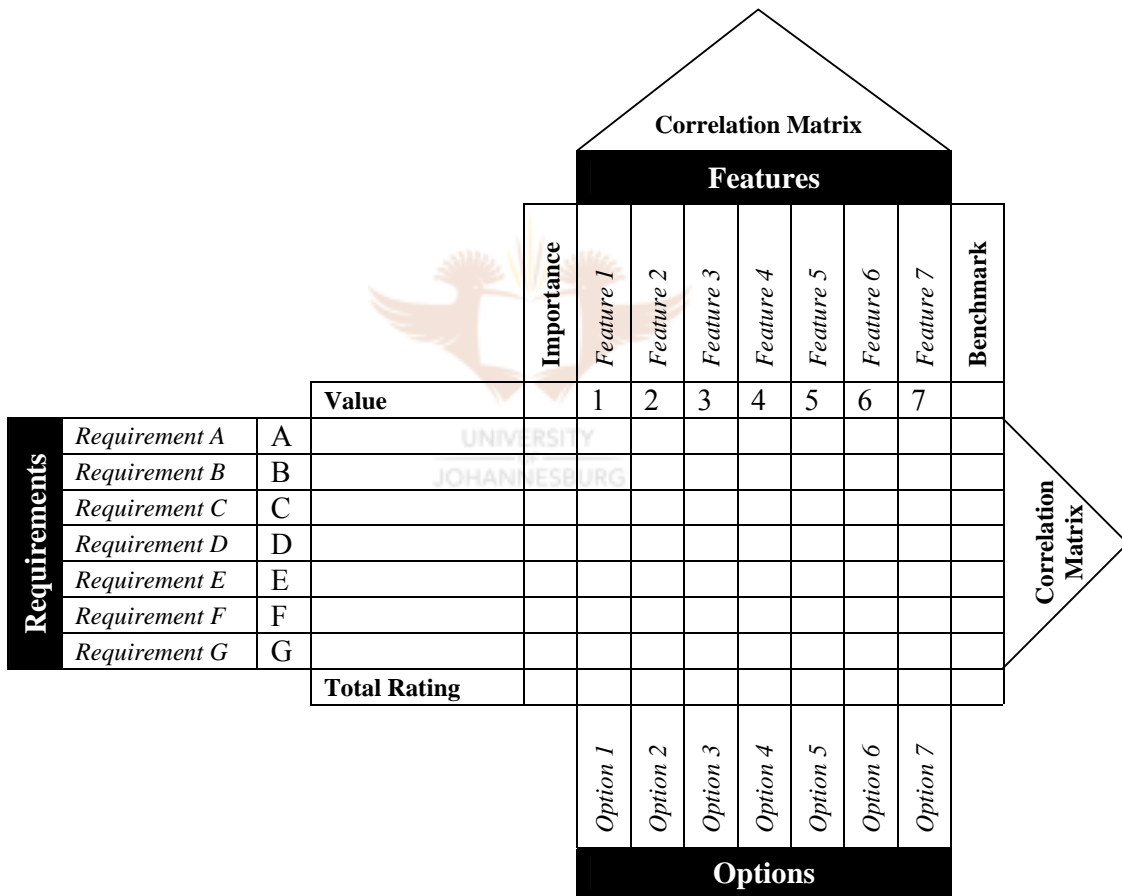 Correlation Matrix
Features
Importance
Feature 1
Feature 2
Feature 3
Feature 4
Feature 5
Feature 6
Feature 7
Benchmark
Value 1 2 3 4 5 6 7
Requirements
Requirement A A
Requirement B B
Requirement C C
Requirement D D
Requirement E E
Requirement F F
Requirement G G
Correlation
Matrix
Total Rating
Option 1
Option 2
Option 3
Option 4
Option 5
Option 6
Option 7
Options
UNIVERSITY
OF
JOHANNESBURG